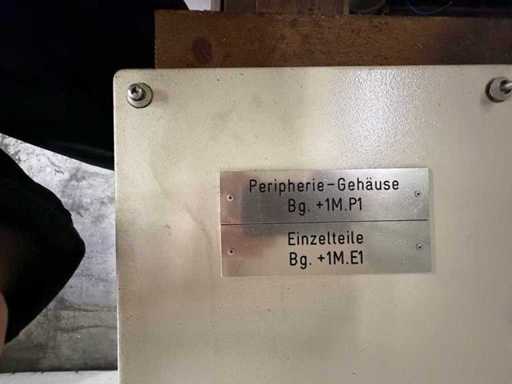 Peripherie-Gehäuse
Bg. +1M.P1
Einzelteile
Bg. +1M.E1